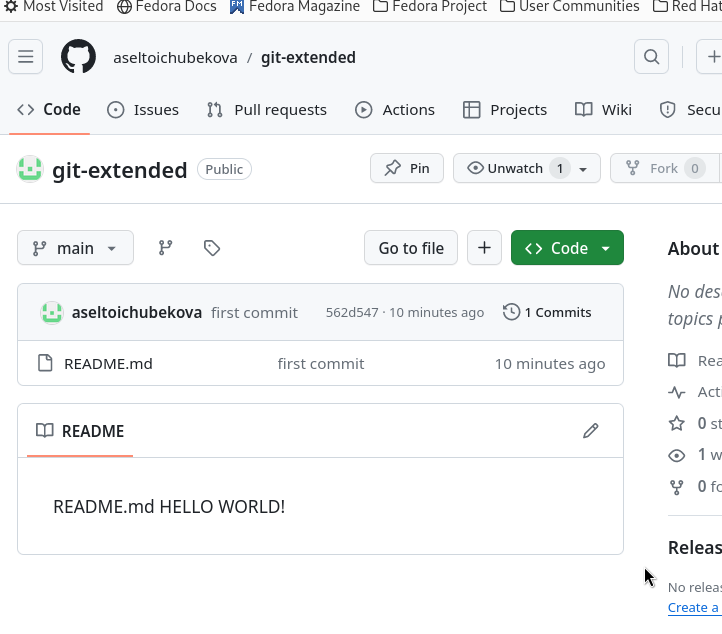 Most Visited Fedora Docs Fedora Magazine Fedora Project User Communities Red Hat
aseltoichubekova / git-extended
Code Issues Pull requests Actions Projects Wiki Secu
git-extended Public Pin Unwatch 1 Fork 0
main Go to file + Code
aseltoichubekova first commit 562d547 · 10 minutes ago 1 Commits
README.md first commit 10 minutes ago
README
README.md HELLO WORLD!
About
No des
topics p
Rea
Acti
0 st
1 w
0 fo
Releas
No releas
Create a